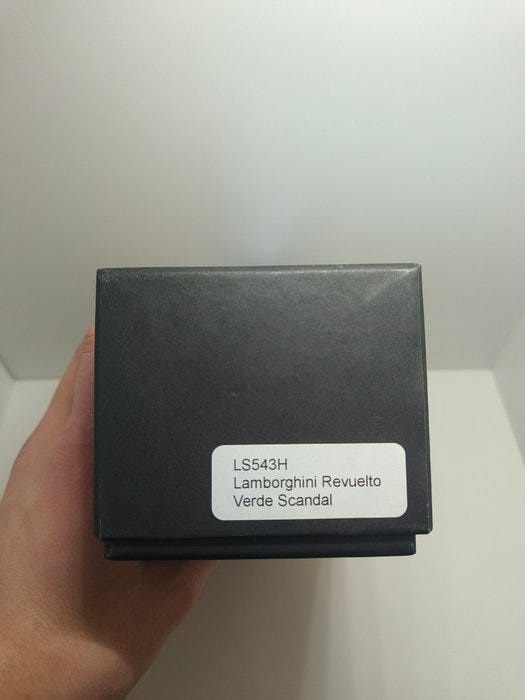 LS543H
Lamborghini Revuelto
Verde Scandal